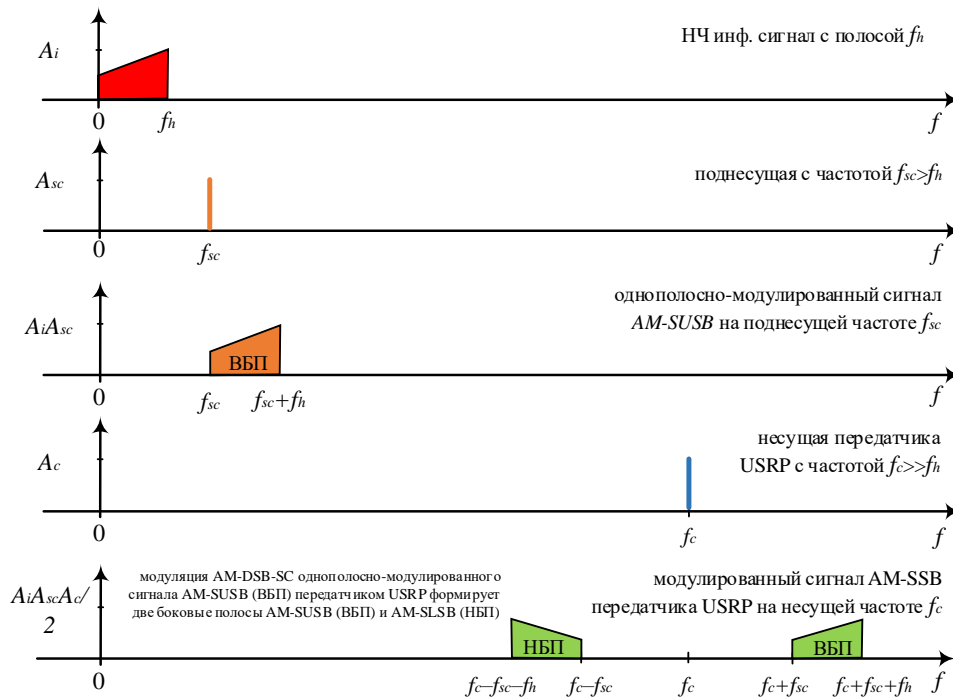 Ai
НЧ инф. сигнал с полосой fh
0 fh f
Asc
поднесущая с частотой fsc>fh
0 fsc f
AiAsc
однополосно-модулированный сигнал
AM-SUSB на поднесущей частоте fsc
ВБП
0 fsc fsc+fh f
Ac
несущая передатчика
USRP с частотой fc>>fh
0 fc f
AiAscAc/
2
модуляция AM-DSB-SC однополосно-модулированного
сигнала AM-SUSB (ВБП) передатчиком USRP формирует
две боковые полосы AM-SUSB (ВБП) и AM-SLSB (НБП)
модулированный сигнал AM-SSB
передатчика USRP на несущей частоте fc
НБП ВБП
0 fc–fsc–fh fc–fsc fc fc+fsc fc+fsc+fh f